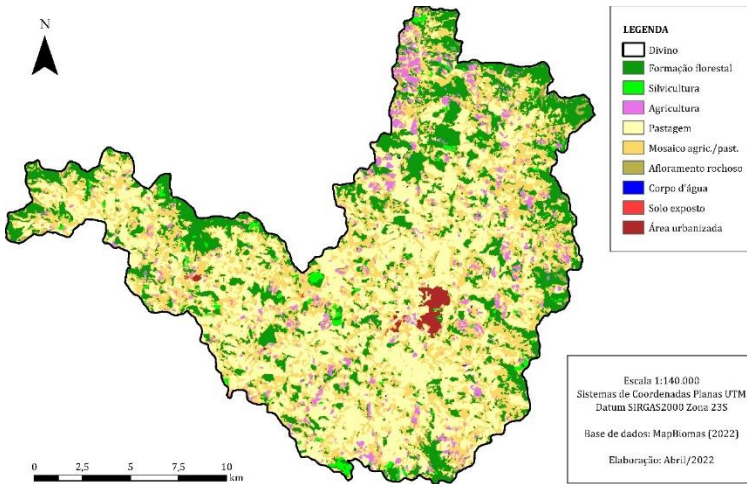 N
LEGENDA
Divino
Formação florestal
Silvicultura
Agricultura
Pastagem
Mosaico agric./past.
Afloramento rochoso
Corpo d'água
Solo exposto
Área urbanizada
Escala 1:140.000
Sistemas de Coordenadas Planas UTM
Datum SIRGAS2000 Zona 23S
Base de dados: MapBiomas (2022)
Elaboração: Abril/2022
0 2,5 5 7,5 10
km